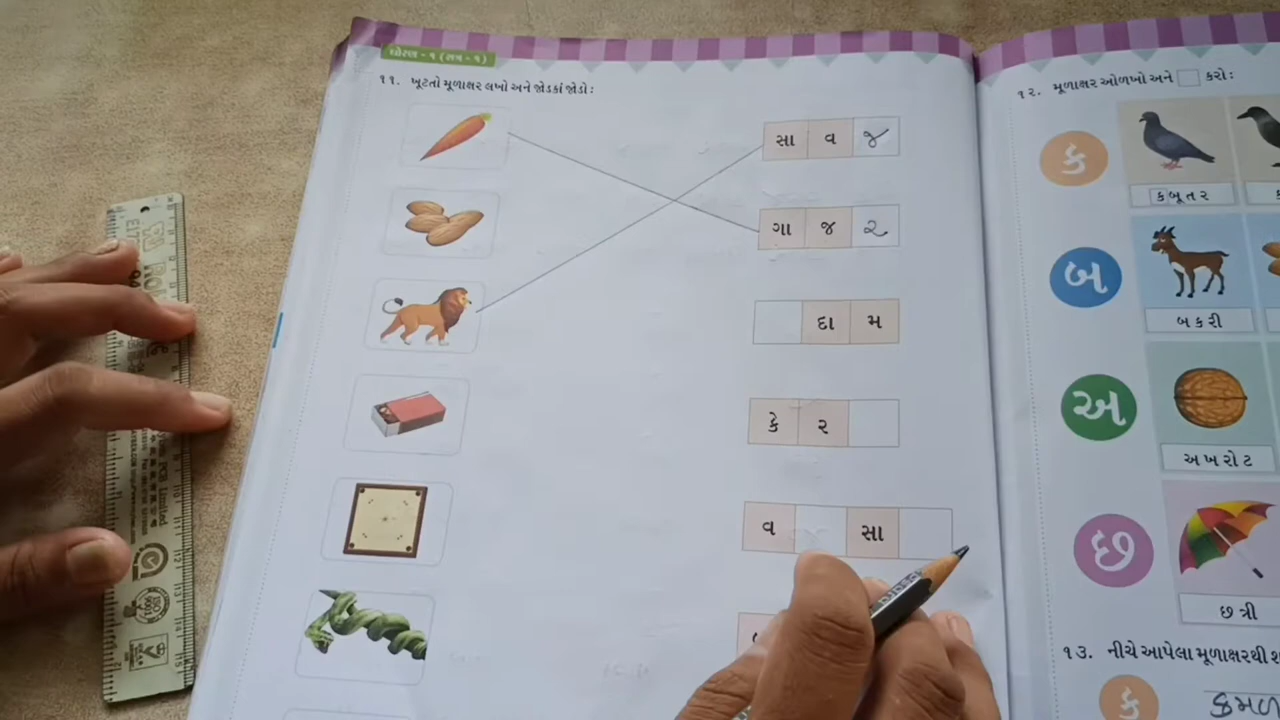 ધોરણ - ૧ (સત્ર - ૧)
૧૧. ખૂટતો મૂળાક્ષર લખો અને જોડકાં જોડો :
સા વ જ
ગા જ ર
દા મ
કે ર
વ સા
૧૨. મૂળાક્ષર ઓળખો અને કરો :
ક
કબૂતર
બ
બકરી
અ
અખરોટ
છ
છત્રી
૧૩. નીચે આપેલા મૂળાક્ષરથી
ક
કમળ